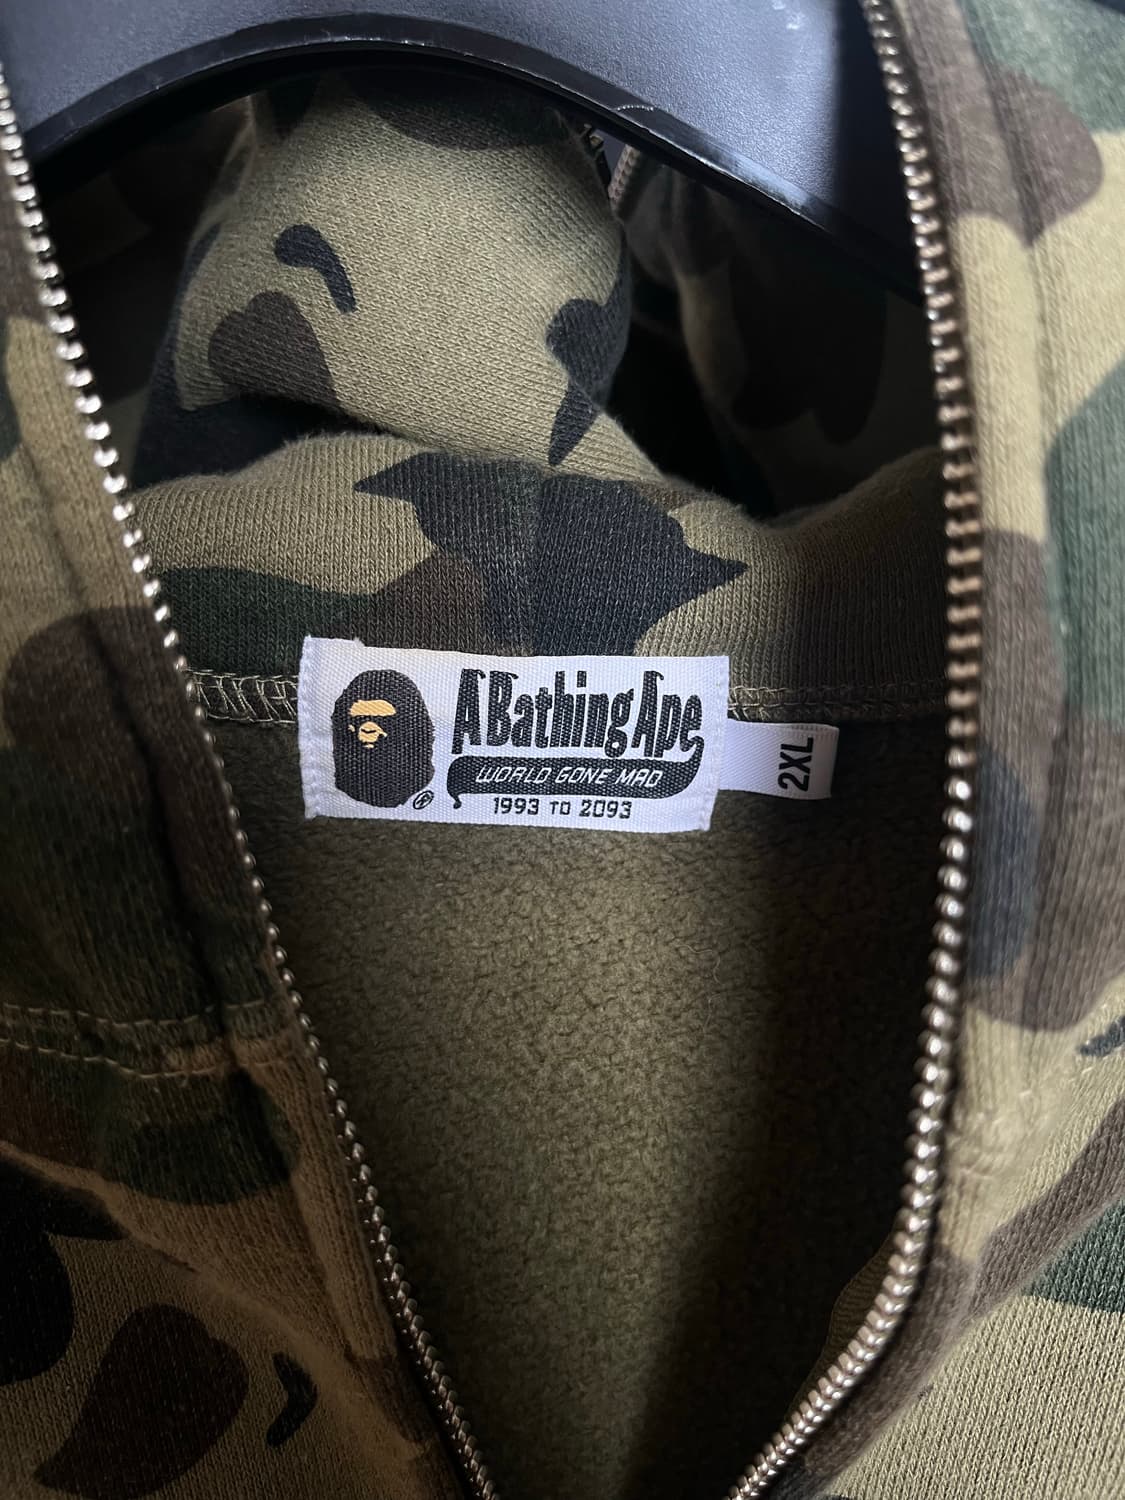 A Bathing Ape
WORLD GONE MAD
1993 TO 2093
2XL